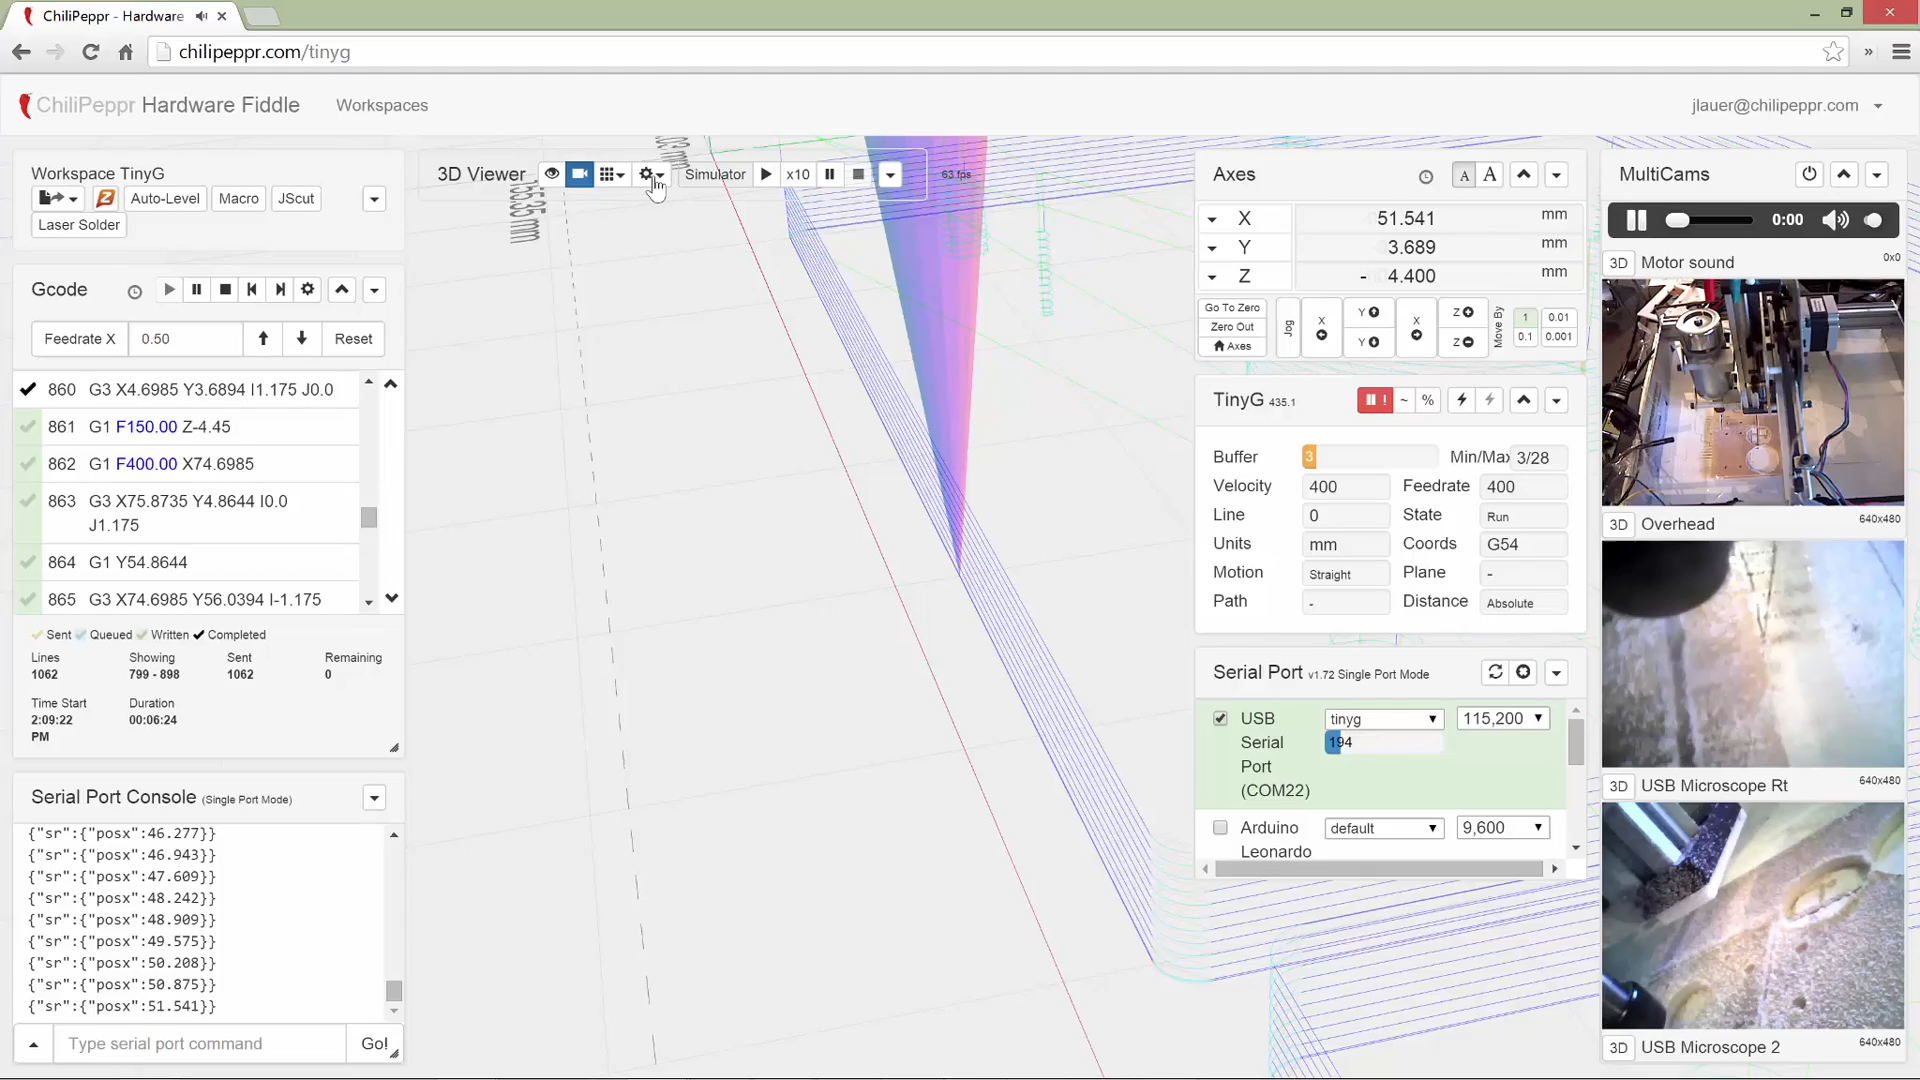 ChiliPeppr - Hardware
chilipeppr.com/tinyg
ChiliPeppr Hardware Fiddle
Workspaces
jlauer@chilipeppr.com
Workspace TinyG
Auto-Level
Macro
JScut
Laser Solder
Gcode
Feedrate X
0.50
Reset
860 G3 X4.6985 Y3.6894 I1.175 J0.0
861 G1 F150.00 Z-4.45
862 G1 F400.00 X74.6985
863 G3 X75.8735 Y4.8644 I0.0
J1.175
864 G1 Y54.8644
865 G3 X74.6985 Y56.0394 I-1.175
Sent Queued Written Completed
Lines Showing Sent Remaining
1062 799 - 898 1062 0
Time Start Duration
2:09:22 00:06:24
PM
Serial Port Console (Single Port Mode)
{"sr":{"posx":46.277}}
{"sr":{"posx":46.943}}
{"sr":{"posx":47.609}}
{"sr":{"posx":48.242}}
{"sr":{"posx":48.909}}
{"sr":{"posx":49.575}}
{"sr":{"posx":50.208}}
{"sr":{"posx":50.875}}
{"sr":{"posx":51.541}}
Type serial port command
Go!
3D Viewer
Simulator
x10
63 fps
Axes
A A
X 51.541 mm
Y 3.689 mm
Z - 4.400 mm
Go To Zero
Zero Out
Axes
Jog
X
Y
Y
X
Z
Z
Move By
1 0.01
0.1 0.001
TinyG 435.1
! ~ %
Buffer 3 Min/Max 3/28
Velocity 400 Feedrate 400
Line 0 State Run
Units mm Coords G54
Motion Straight Plane -
Path - Distance Absolute
Serial Port v1.72 Single Port Mode
USB
Serial
Port
(COM22)
tinyg
115,200
194
Arduino
Leonardo
default
9,600
MultiCams
0:00
3D Motor sound 0x0
3D Overhead 640x480
3D USB Microscope Rt 640x480
3D USB Microscope 2 640x480